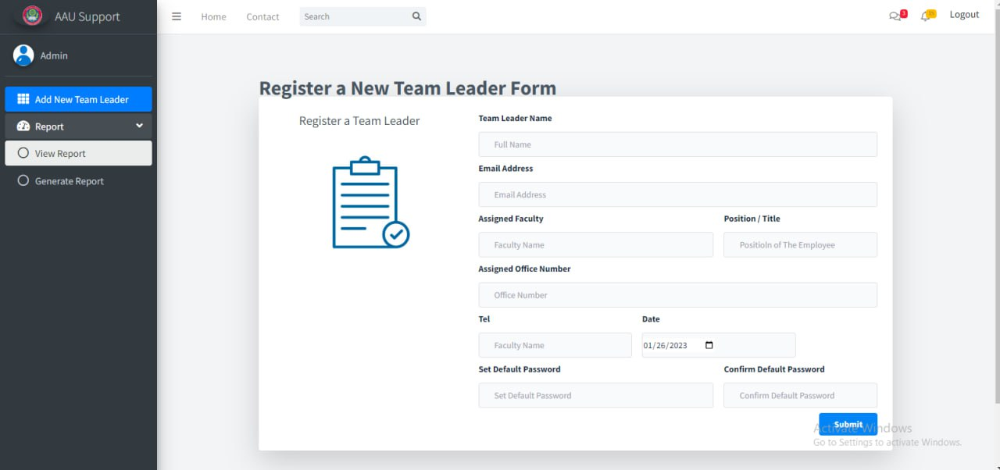 AAU Support
Home Contact Search 3 15 Logout
Admin
Add New Team Leader
Report
View Report
Generate Report
Register a New Team Leader Form
Register a Team Leader
Team Leader Name
Full Name
Email Address
Email Address
Assigned Faculty Position / Title
Faculty Name PositioIn of The Employee
Assigned Office Number
Office Number
Tel Date
Faculty Name 01/26/2023
Set Default Password Confirm Default Password
Set Default Password Confirm Default Password
Submit
Activate Windows
Go to Settings to activate Windows.